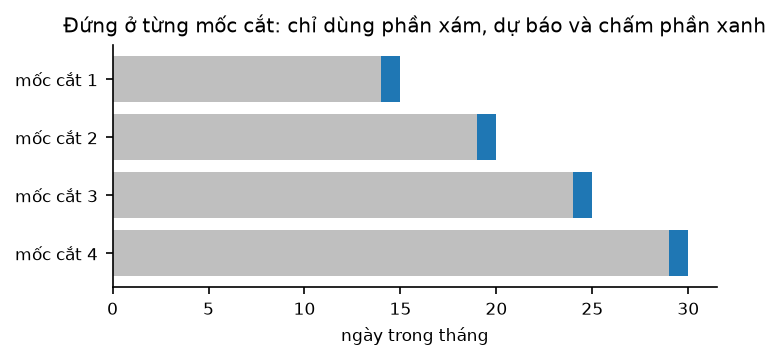 Đứng ở từng mốc cắt: chỉ dùng phần xám, dự báo và chấm phần xanh
mốc cắt 1
mốc cắt 2
mốc cắt 3
mốc cắt 4
0 5 10 15 20 25 30
ngày trong tháng